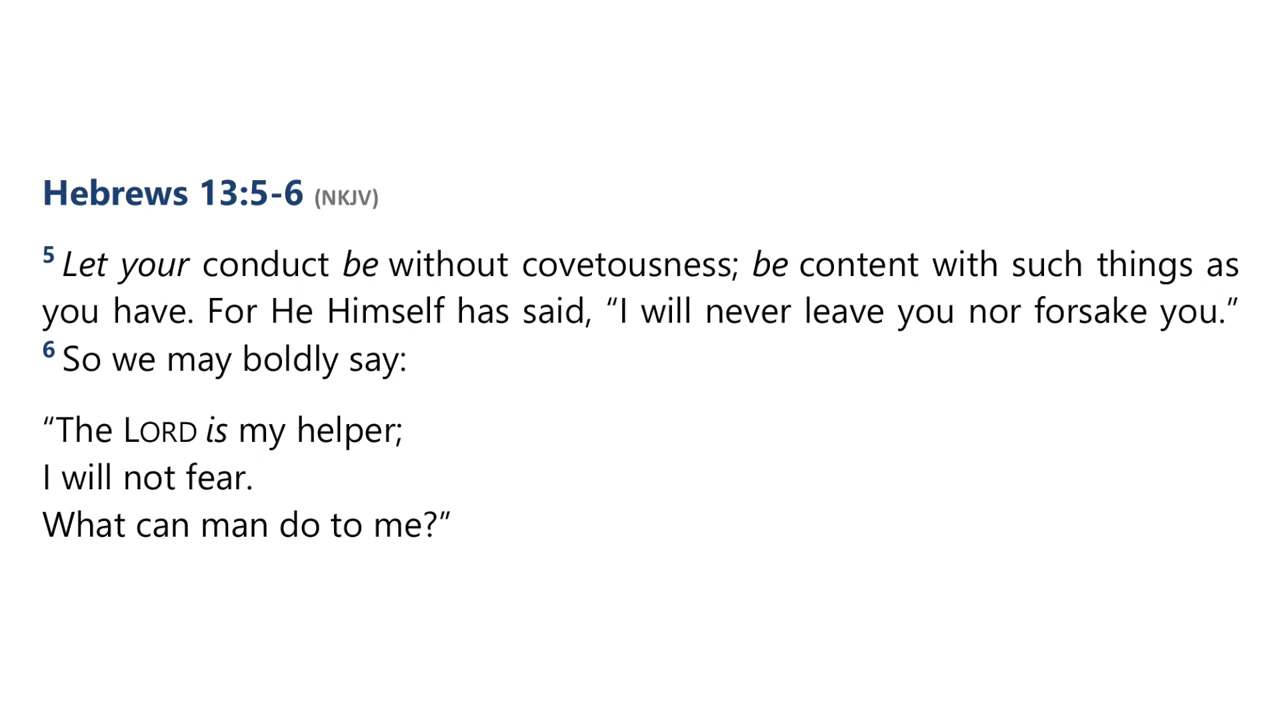 Hebrews 13:5-6 (NKJV)
5 Let your conduct be without covetousness; be content with such things as
you have. For He Himself has said, “I will never leave you nor forsake you.”
6 So we may boldly say:
“The LORD is my helper;
I will not fear.
What can man do to me?”